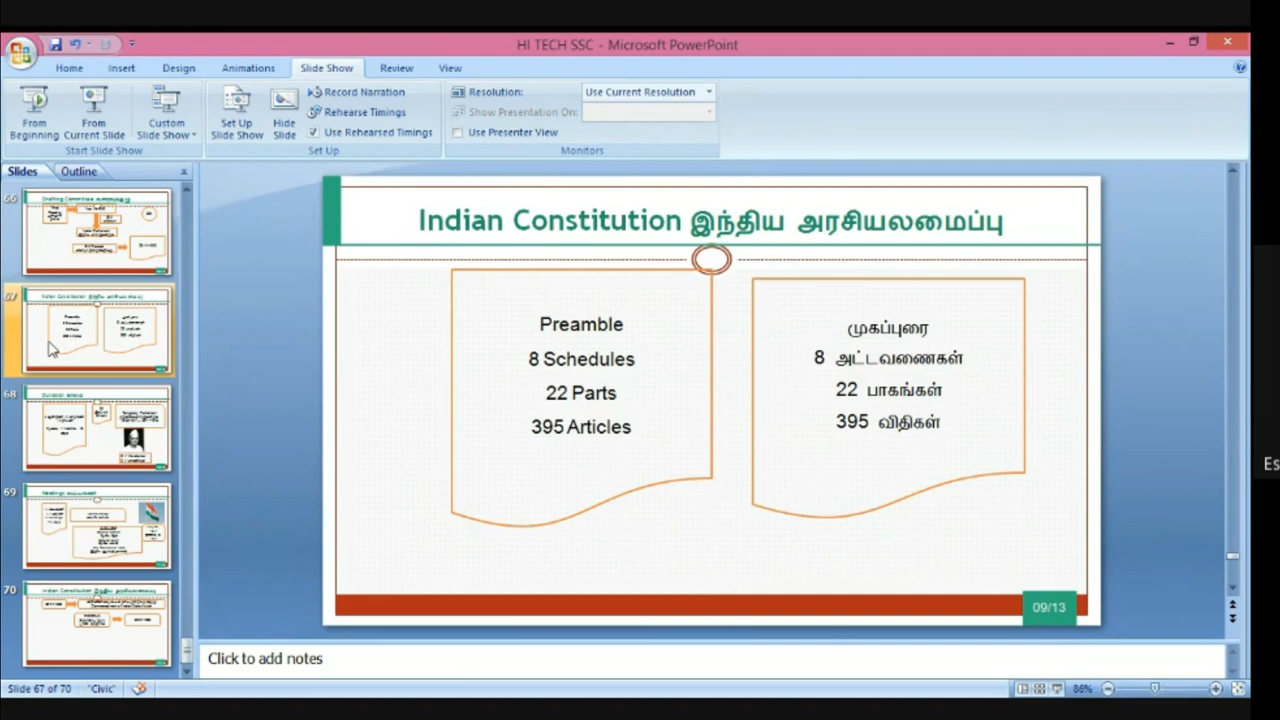 HI TECH SSC - Microsoft PowerPoint
Home Insert Design Animations Slide Show Review View
Record Narration
Rehearse Timings
Use Rehearsed Timings
From Beginning
From Current Slide
Custom Slide Show
Set Up Slide Show
Hide Slide
Resolution: Use Current Resolution
Show Presentation On:
Use Presenter View
Start Slide Show Set Up Monitors
Slides Outline
66
67
68
69
70
Indian Constitution இந்திய அரசியலமைப்பு
Preamble
8 Schedules
22 Parts
395 Articles
முகப்புரை
8 அட்டவணைகள்
22 பாகங்கள்
395 விதிகள்
09/13
Es
Click to add notes
Slide 67 of 70 "Civic" 86%